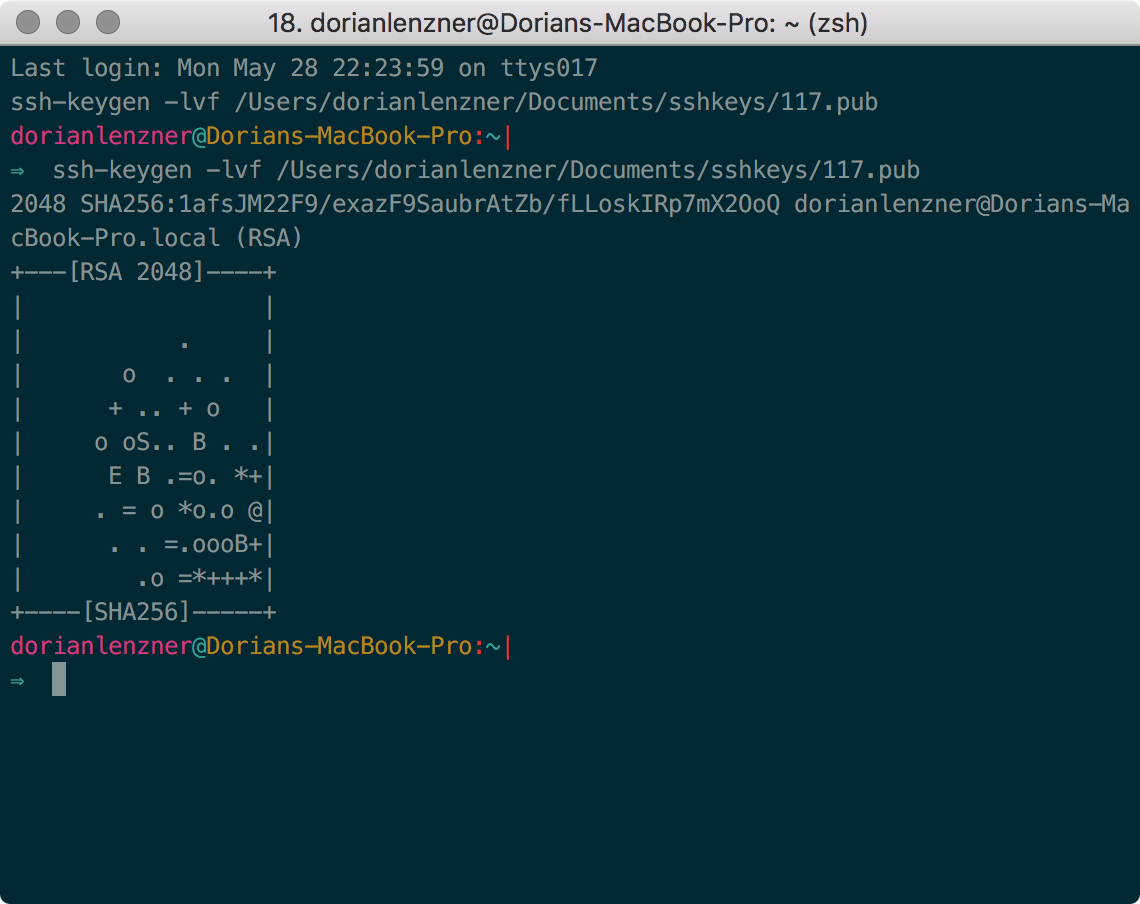 18. dorianlenzner@Dorians-MacBook-Pro: ~ (zsh)
Last login: Mon May 28 22:23:59 on ttys017
ssh-keygen -lvf /Users/dorianlenzner/Documents/sshkeys/117.pub
dorianlenzner@Dorians-MacBook-Pro:~|
⇒  ssh-keygen -lvf /Users/dorianlenzner/Documents/sshkeys/117.pub
2048 SHA256:1afsJM22F9/exazF9SaubrAtZb/fLLoskIRp7mX2OoQ dorianlenzner@Dorians-Ma
cBook-Pro.local (RSA)
+---[RSA 2048]----+
|                 |
|           .     |
|       o  . . .  |
|      + .. + o   |
|     o oS.. B . .|
|      E B .=o. *+|
|     . = o *o.o @|
|      . . =.oooB+|
|        .o =*+++*|
+----[SHA256]-----+
dorianlenzner@Dorians-MacBook-Pro:~|
⇒